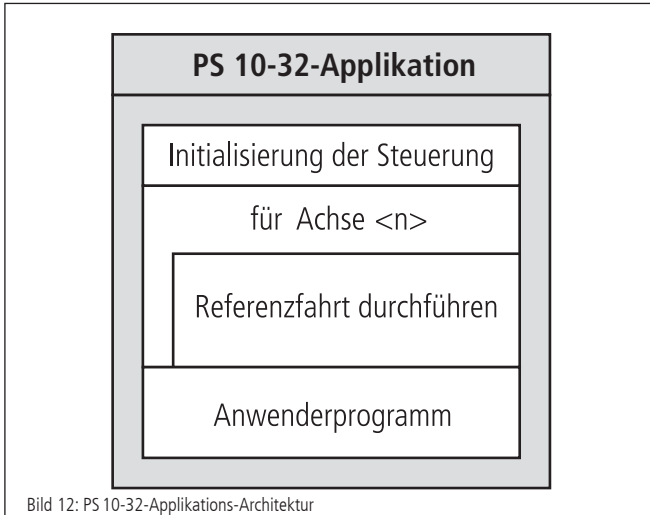 PS 10-32-Applikation
Initialisierung der Steuerung
für Achse <n>
Referenzfahrt durchführen
Anwenderprogramm
Bild 12: PS 10-32-Applikations-Architektur